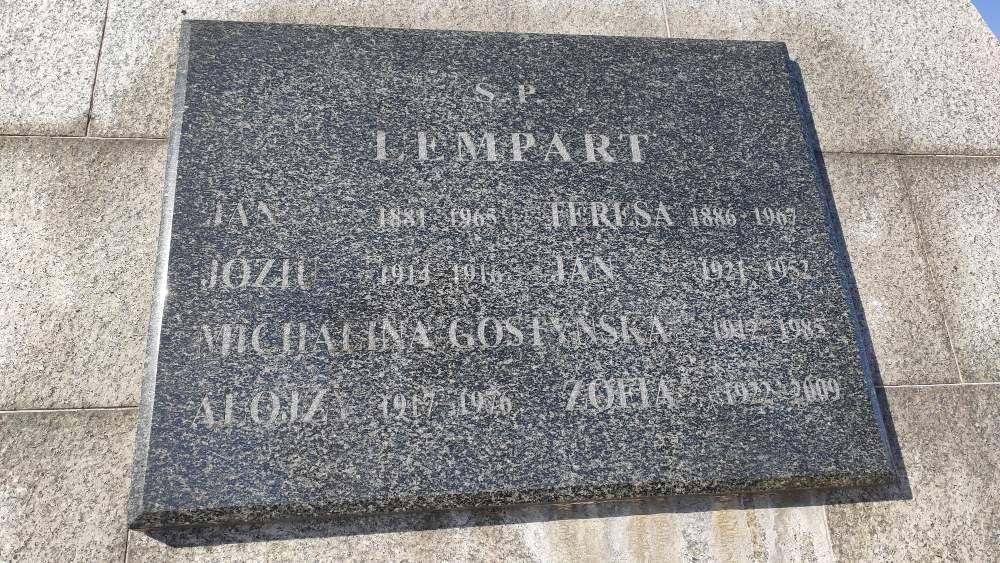 S.P.
LEMPART
JAN 1881-1965 TERESA 1886-1967
JÓZIU 1914-1916 JAN 1921-1952
MICHALINA GOSTYŃSKA 1912-1985
ALOJZY 1917-1976 ZOFIA 1922-2009